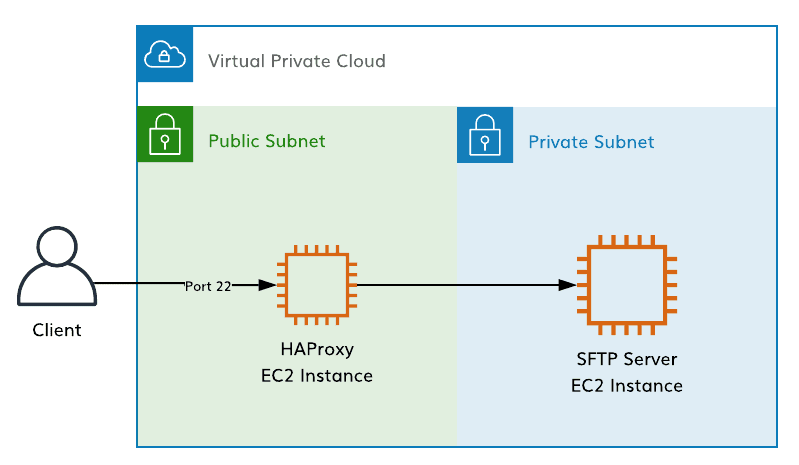 Virtual Private Cloud
Public Subnet
Private Subnet
Port 22
Client
HAProxy
EC2 Instance
SFTP Server
EC2 Instance